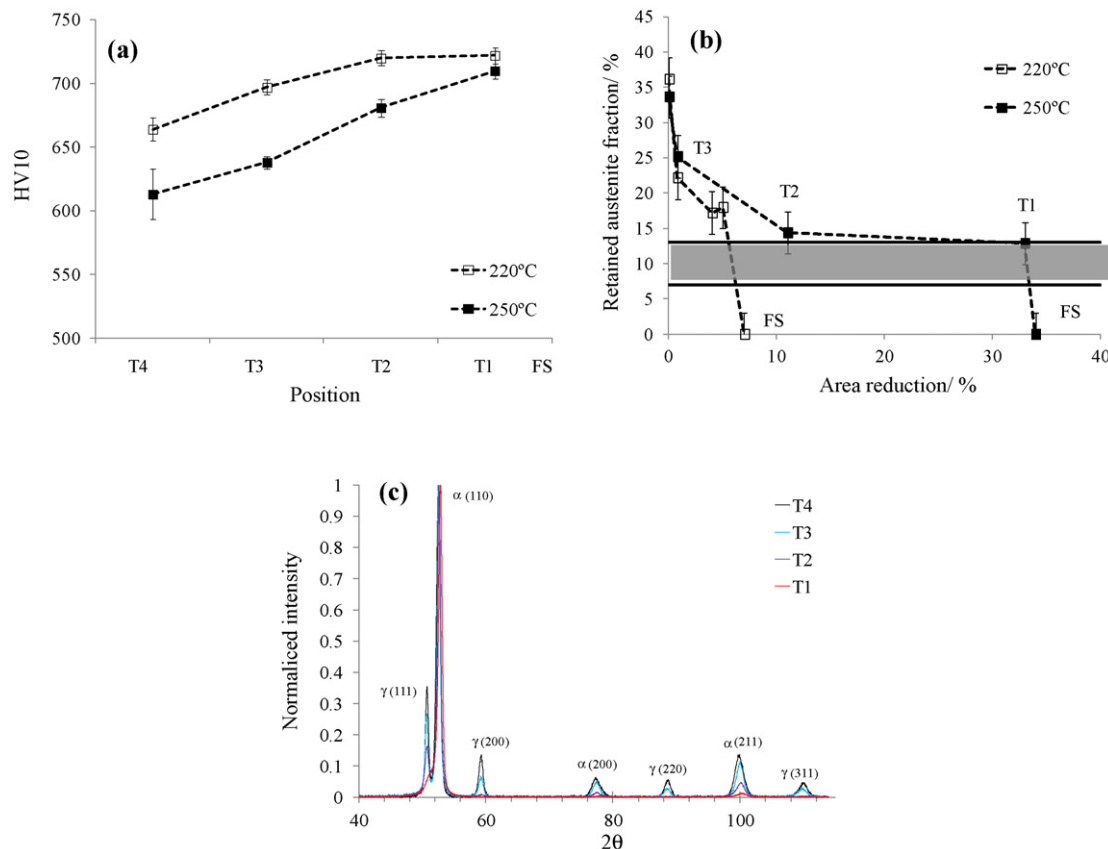 (a)
750
700
650
600
550
500
HV10
220ºC
250ºC
T4 T3 T2 T1 FS
Position
(b)
45
40
35
30
25
20
15
10
5
0
Retained austenite fraction/ %
220ºC
250ºC
T3
T2
T1
FS
FS
0 10 20 30 40
Area reduction/ %
(c)
1
0.9
0.8
0.7
0.6
0.5
0.4
0.3
0.2
0.1
0
Normaliced intensity
α (110)
γ (111)
γ (200)
α (200)
γ (220)
α (211)
γ (311)
T4
T3
T2
T1
40 60 80 100
2θ